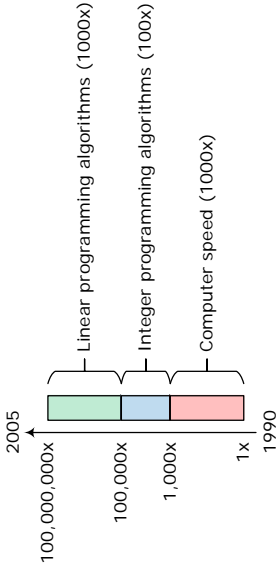 2005
100,000,000x
Linear programming algorithms (1000x)
100,000x
Integer programming algorithms (100x)
1,000x
Computer speed (1000x)
1x
1990